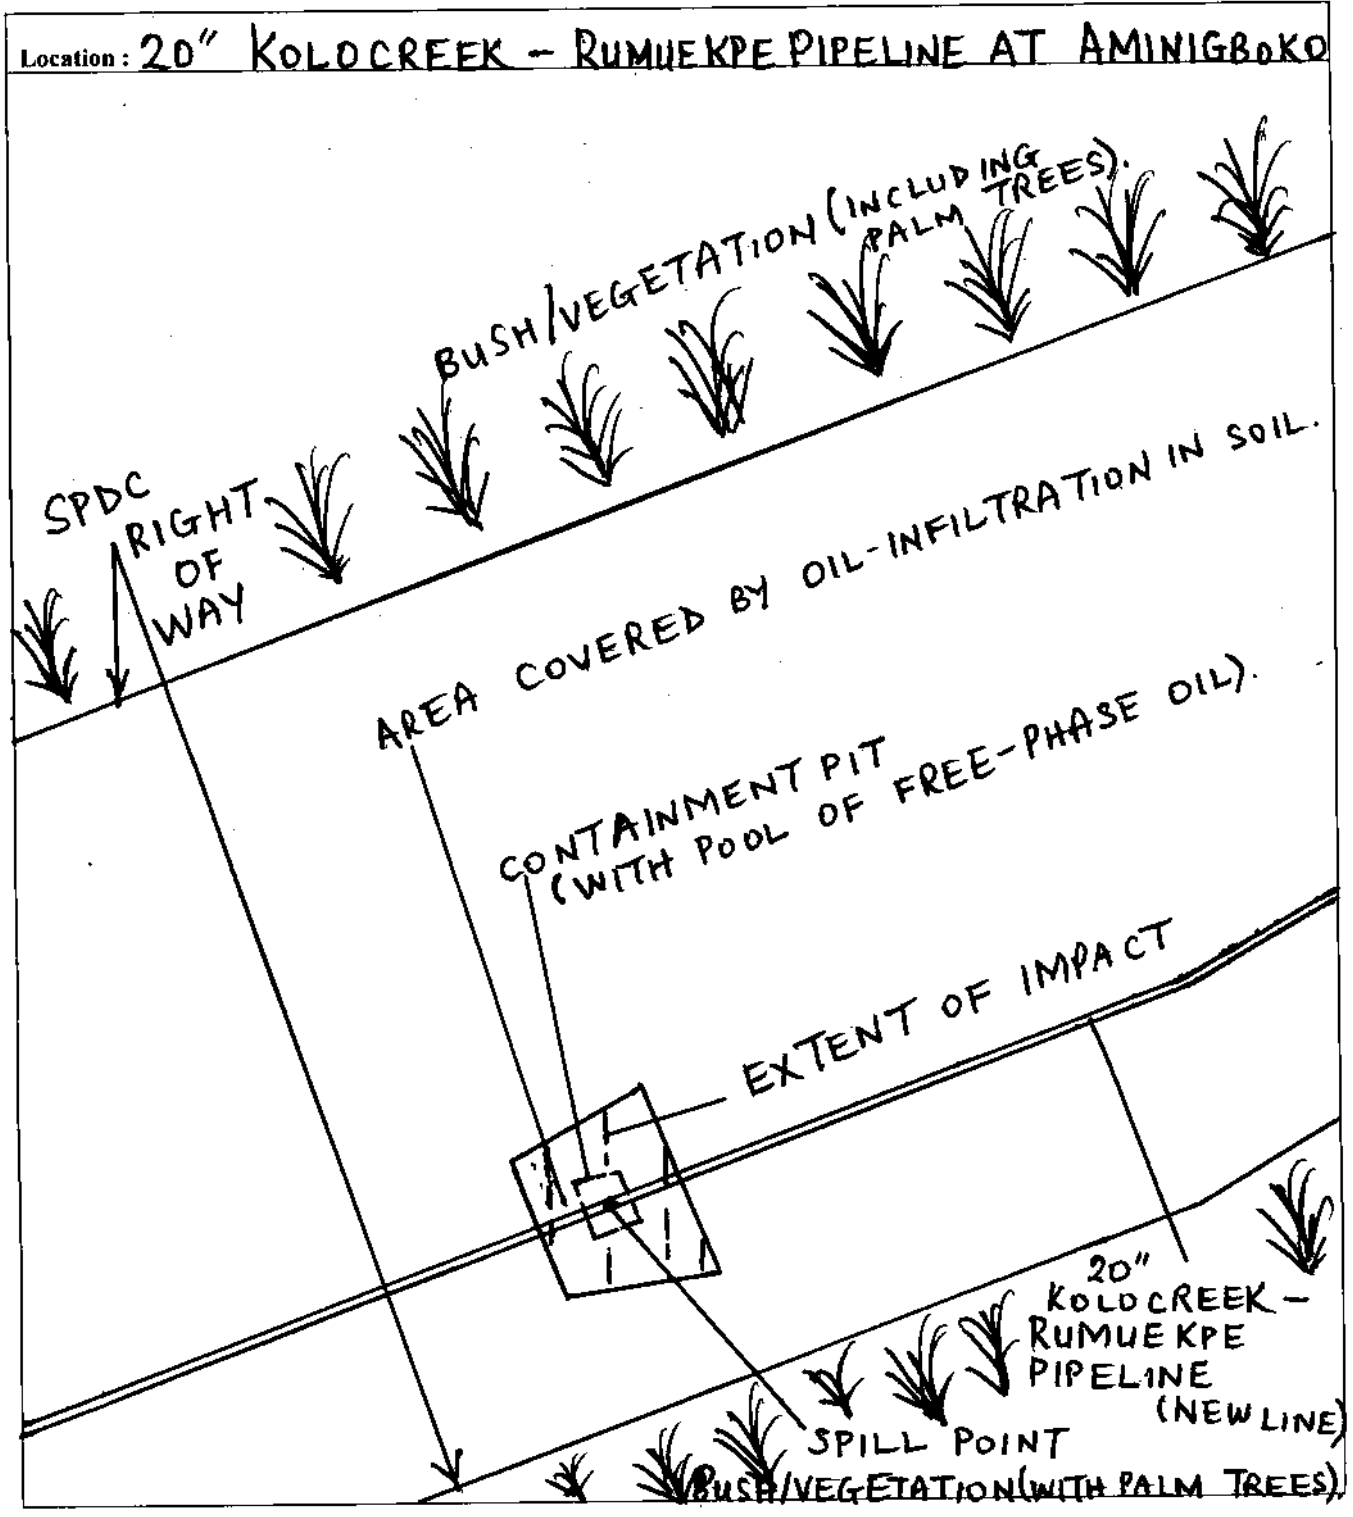 Location : 20" KOLOCREEK – RUMUEKPE PIPELINE AT AMINIGBOKO
BUSH/VEGETATION (INCLUDING
PALM TREES).
SPDC
RIGHT
OF
WAY
AREA COVERED BY OIL-INFILTRATION IN SOIL.
CONTAINMENT PIT
(WITH POOL OF FREE-PHASE OIL).
EXTENT OF IMPACT
20"
KOLOCREEK –
RUMUEKPE
PIPELINE
(NEW LINE)
SPILL POINT
BUSH/VEGETATION (WITH PALM TREES).